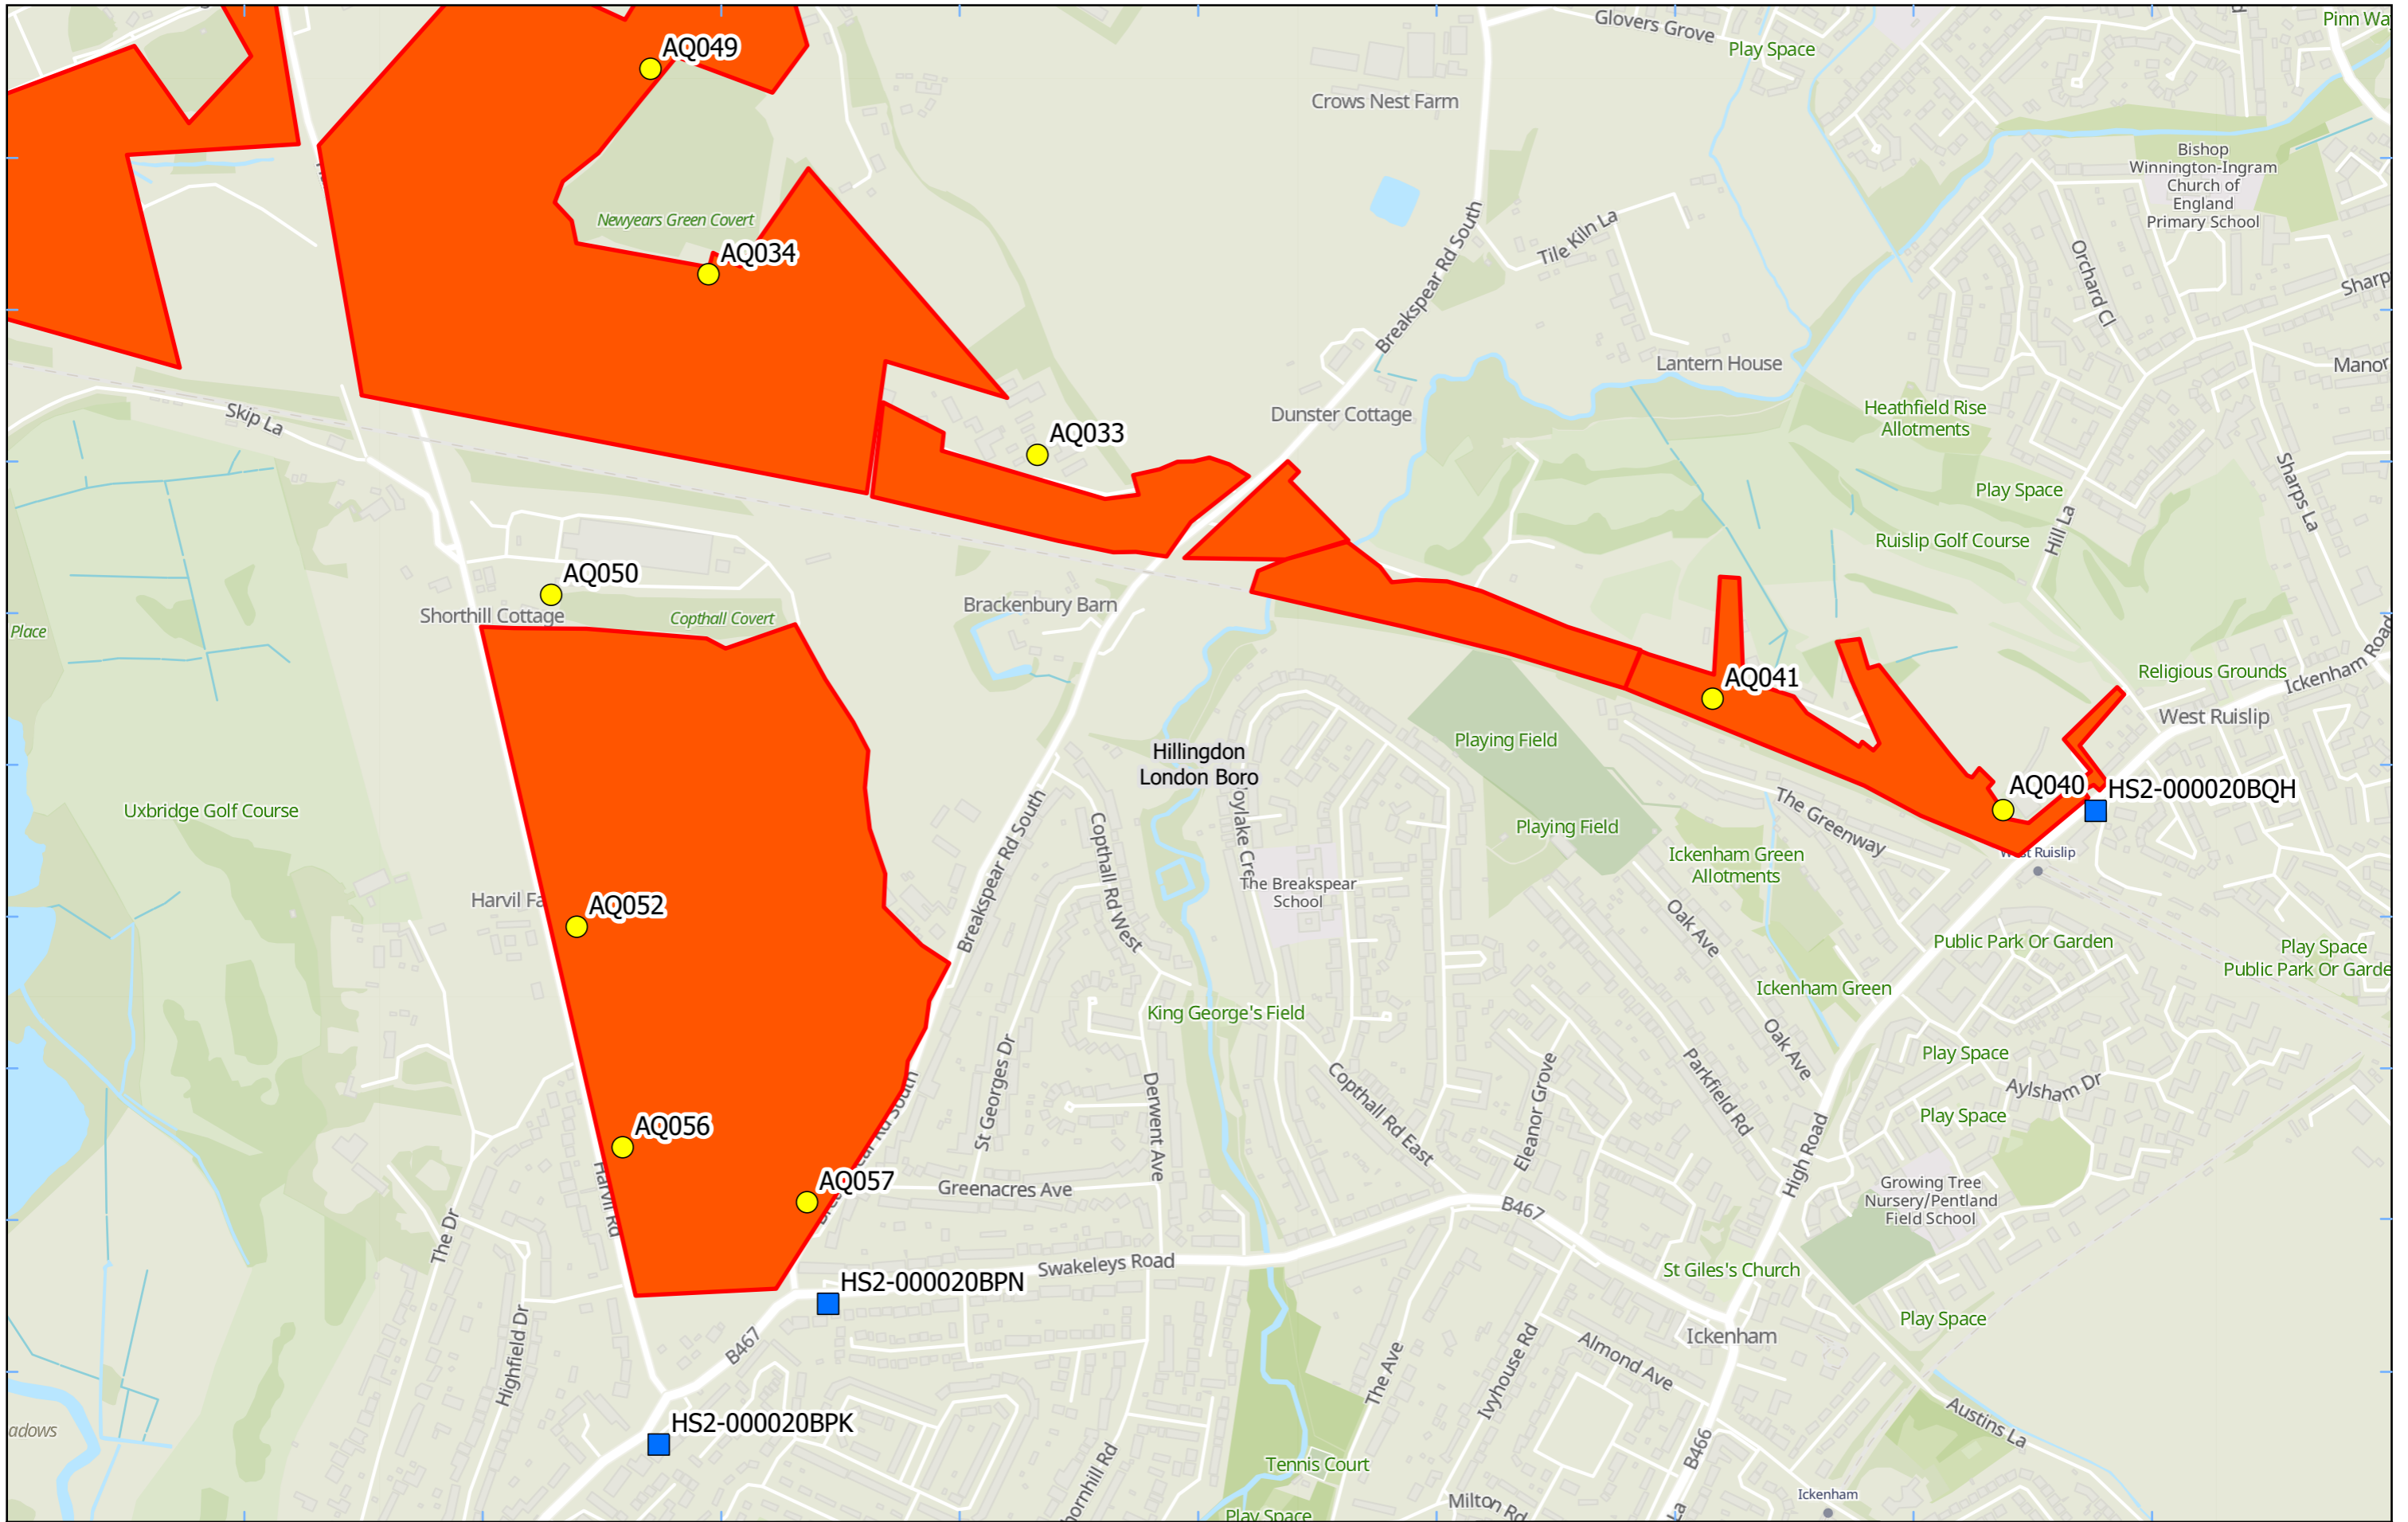 Glovers Grove
Pinn Wa
Play Space
AQ049
Crows Nest Farm
Bishop
Winnington-Ingram
Church of
England
Primary School
Newyears Green Covert
AQ034
Tile Kiln La
Breakspear Rd South
Orchard Cl
Sharp
Lantern House
Manor
Skip La
Dunster Cottage
Heathfield Rise
Allotments
AQ033
Sharps La
Play Space
Hill La
Ruislip Golf Course
AQ050
Shorthill Cottage
Copthall Covert
Brackenbury Barn
Place
AQ041
Religious Grounds
Ickenham Road
West Ruislip
Hillingdon
London Boro
Playing Field
AQ040
HS2-000020BQH
Uxbridge Golf Course
Playing Field
The Greenway
West Ruislip
Ickenham Green
Allotments
Breakspear Rd South
Copthall Rd West
oylake Cre
The Breakspear
School
Harvil Fa
AQ052
Oak Ave
Public Park Or Garden
Play Space
Public Park Or Garde
Ickenham Green
King George's Field
Oak Ave
Play Space
Aylsham Dr
St Georges Dr
Derwent Ave
Copthall Rd East
Eleanor Grove
Parkfield Rd
High Road
Play Space
AQ056
Harvil Rd
AQ057
Greenacres Ave
Growing Tree
Nursery/Pentland
Field School
B467
The Dr
Swakeleys Road
St Giles's Church
HS2-000020BPN
Play Space
Highfield Dr
B467
The Ave
Ivyhouse Rd
Almond Ave
Ickenham
HS2-000020BPK
adows
Austins La
B466
Tennis Court
ornhill Rd
Milton Rd
Ickenham
La
Play Space